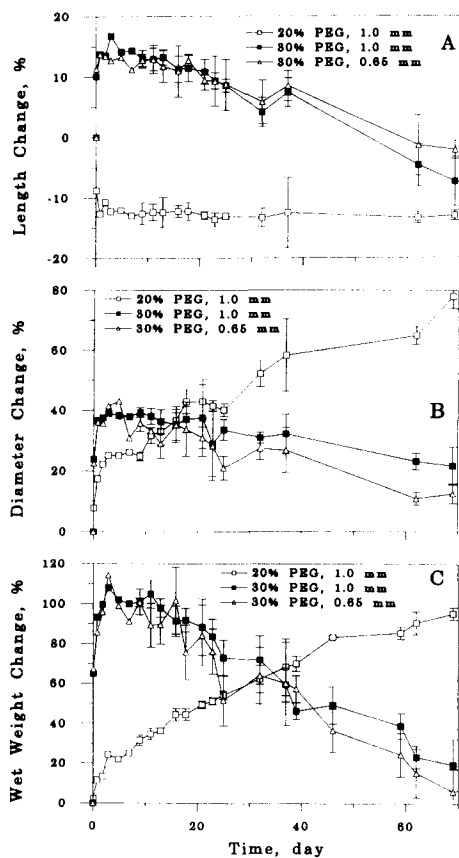 A
20% PEG, 1.0 mm
30% PEG, 1.0 mm
30% PEG, 0.65 mm
Length Change, %
20
10
0
-10
-20
B
20% PEG, 1.0 mm
30% PEG, 1.0 mm
30% PEG, 0.65 mm
Diameter Change, %
80
60
40
20
0
C
20% PEG, 1.0 mm
30% PEG, 1.0 mm
30% PEG, 0.65 mm
Wet Weight Change, %
120
100
80
60
40
20
0
0 20 40 60
Time, day